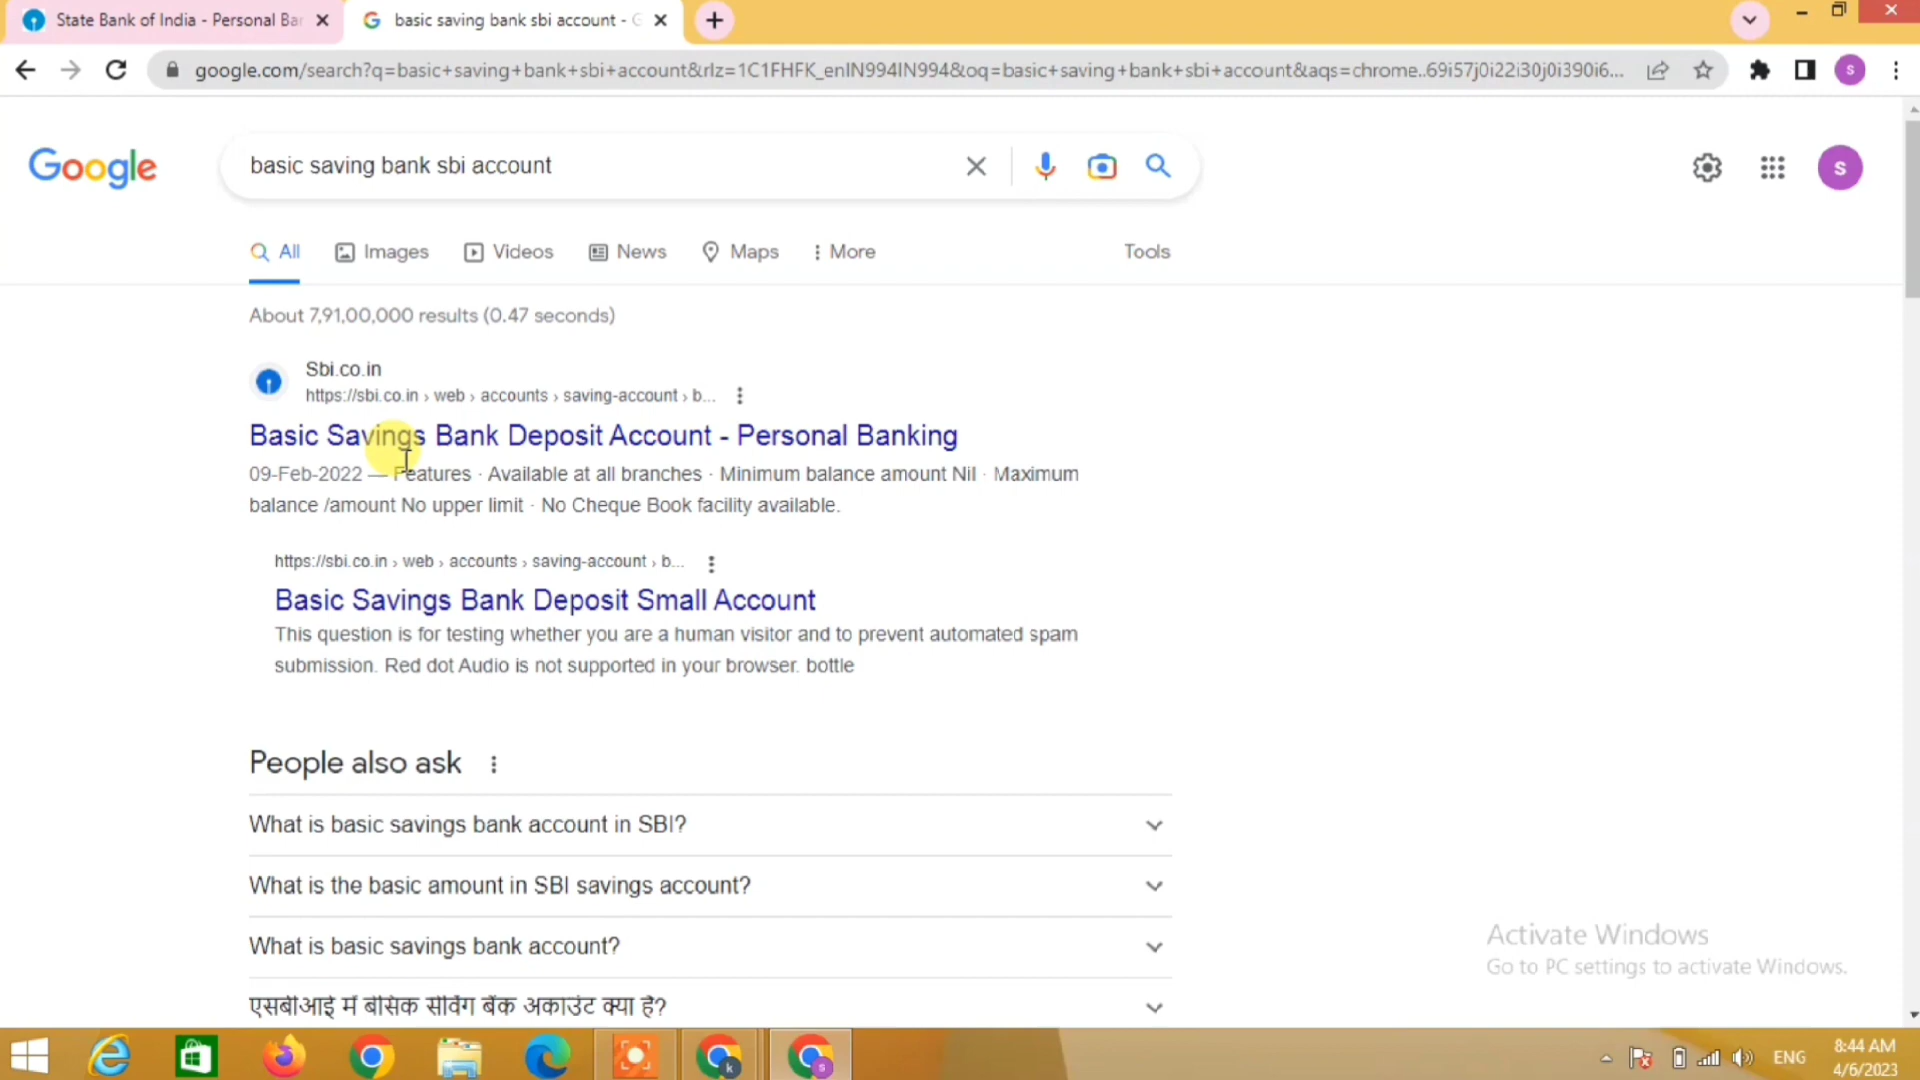 State Bank of India - Personal Ba
basic saving bank sbi account - G
google.com/search?q=basic+saving+bank+sbi+account&rlz=1C1FHFK_enIN994IN994&oq=basic+saving+bank+sbi+account&aqs=chrome..69i57j0i22i30j0i390i6...
s
Google
basic saving bank sbi account
s
All
Images
Videos
News
Maps
More
Tools
About 7,91,00,000 results (0.47 seconds)
Sbi.co.in
https://sbi.co.in › web › accounts › saving-account › b...
Basic Savings Bank Deposit Account - Personal Banking
09-Feb-2022 — Features · Available at all branches · Minimum balance amount Nil · Maximum
balance /amount No upper limit · No Cheque Book facility available.
https://sbi.co.in › web › accounts › saving-account › b...
Basic Savings Bank Deposit Small Account
This question is for testing whether you are a human visitor and to prevent automated spam
submission. Red dot Audio is not supported in your browser. bottle
People also ask
What is basic savings bank account in SBI?
What is the basic amount in SBI savings account?
What is basic savings bank account?
एसबीआई में बेसिक सेविंग बैंक अकाउंट क्या है?
Activate Windows
Go to PC settings to activate Windows.
k
s
ENG
8:44 AM
4/6/2023